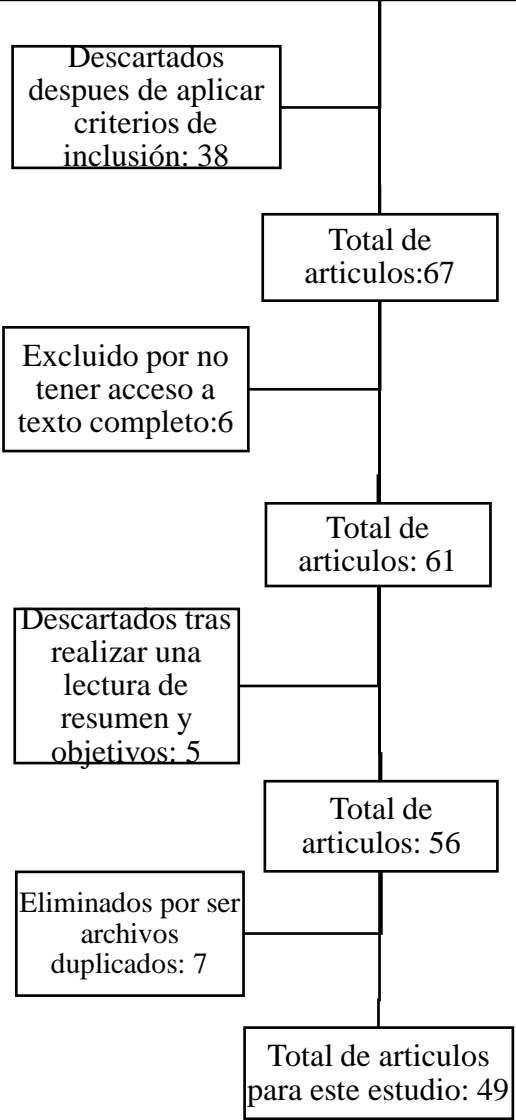 Descartados
despues de aplicar
criterios de
inclusión: 38
Total de
articulos:67
Excluido por no
tener acceso a
texto completo:6
Total de
articulos: 61
Descartados tras
realizar una
lectura de
resumen y
objetivos: 5
Total de
articulos: 56
Eliminados por ser
archivos
duplicados: 7
Total de articulos
para este estudio: 49